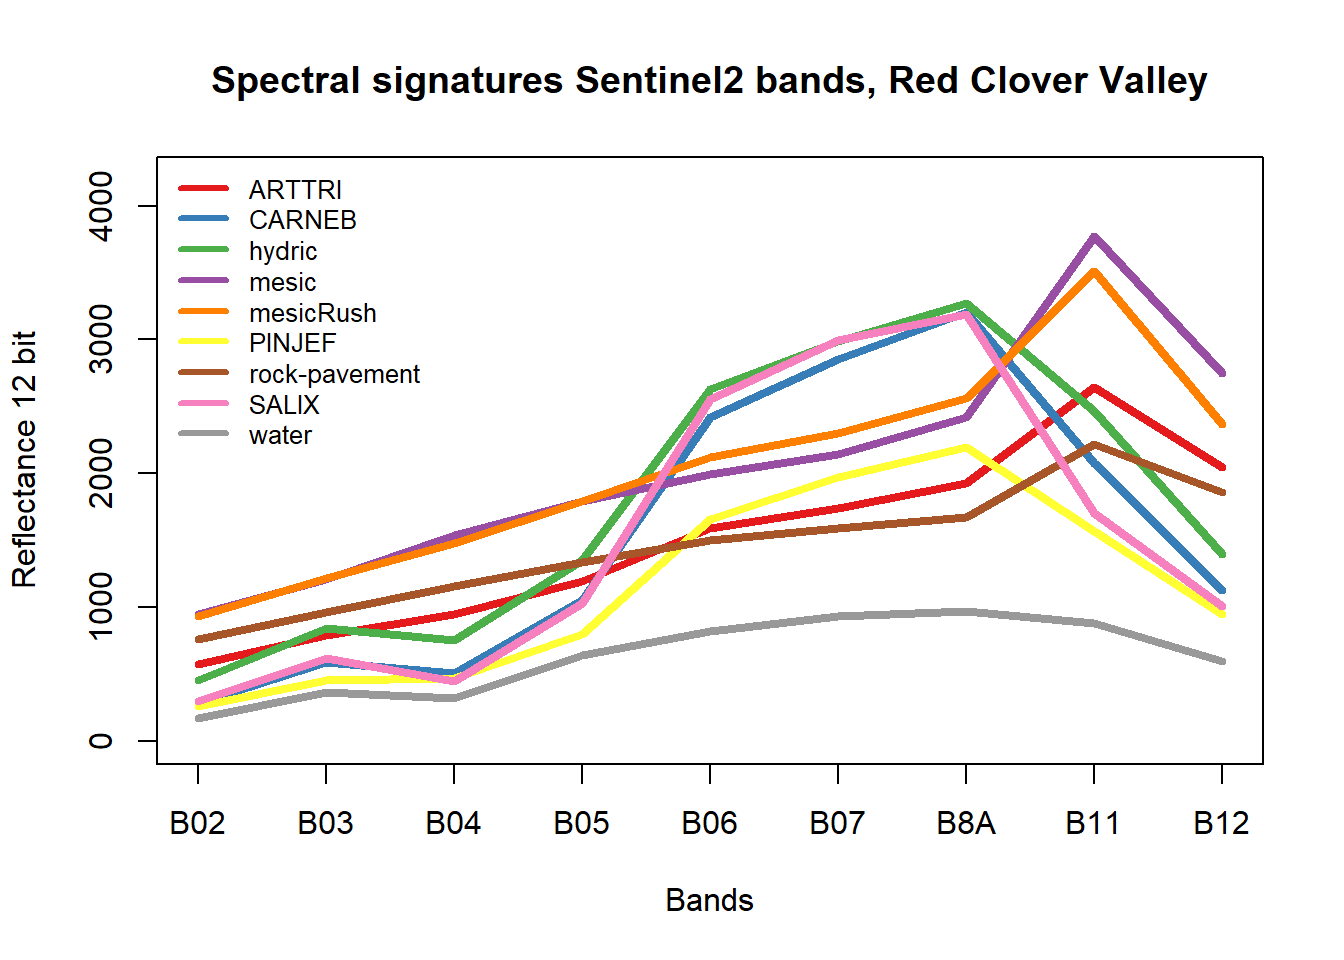 Spectral signatures Sentinel2 bands, Red Clover Valley
ARTTRI
CARNEB
hydric
mesic
mesicRush
PINJEF
rock-pavement
SALIX
water
Reflectance 12 bit
4000
3000
2000
1000
0
B02 B03 B04 B05 B06 B07 B8A B11 B12
Bands